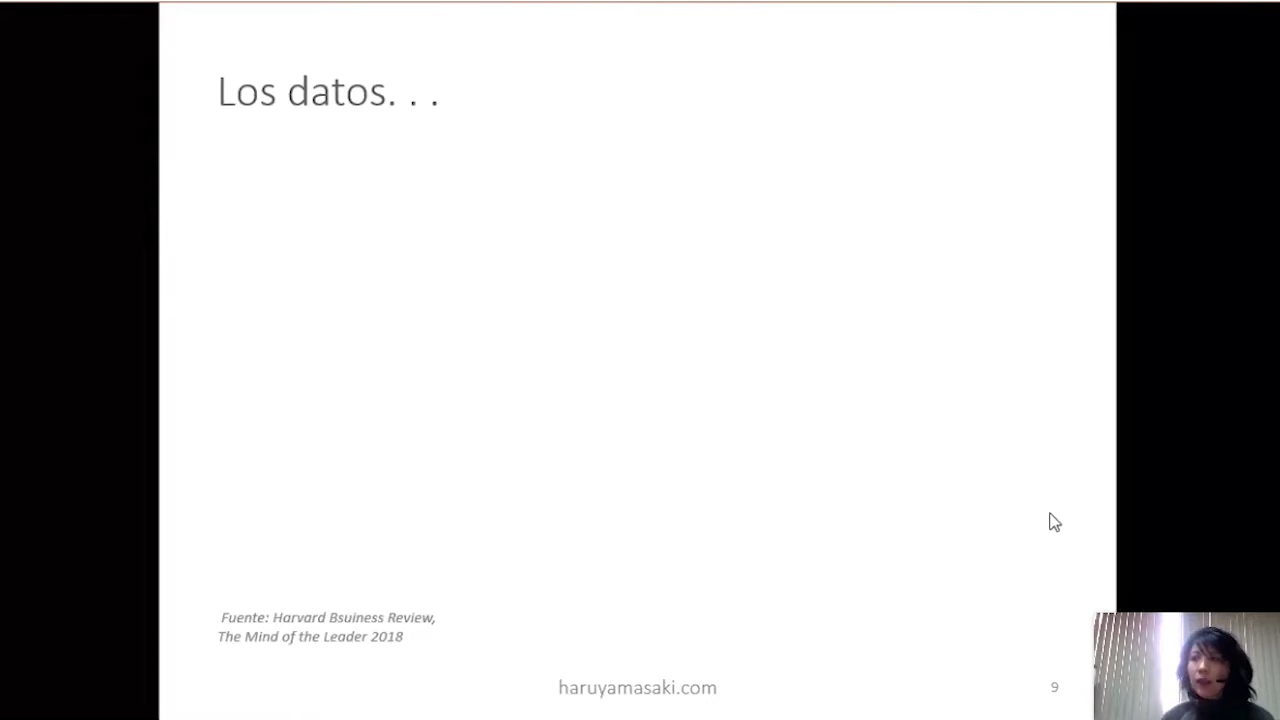 Los datos. . .
Fuente: Harvard Bsuiness Review,
The Mind of the Leader 2018
haruyamasaki.com
9